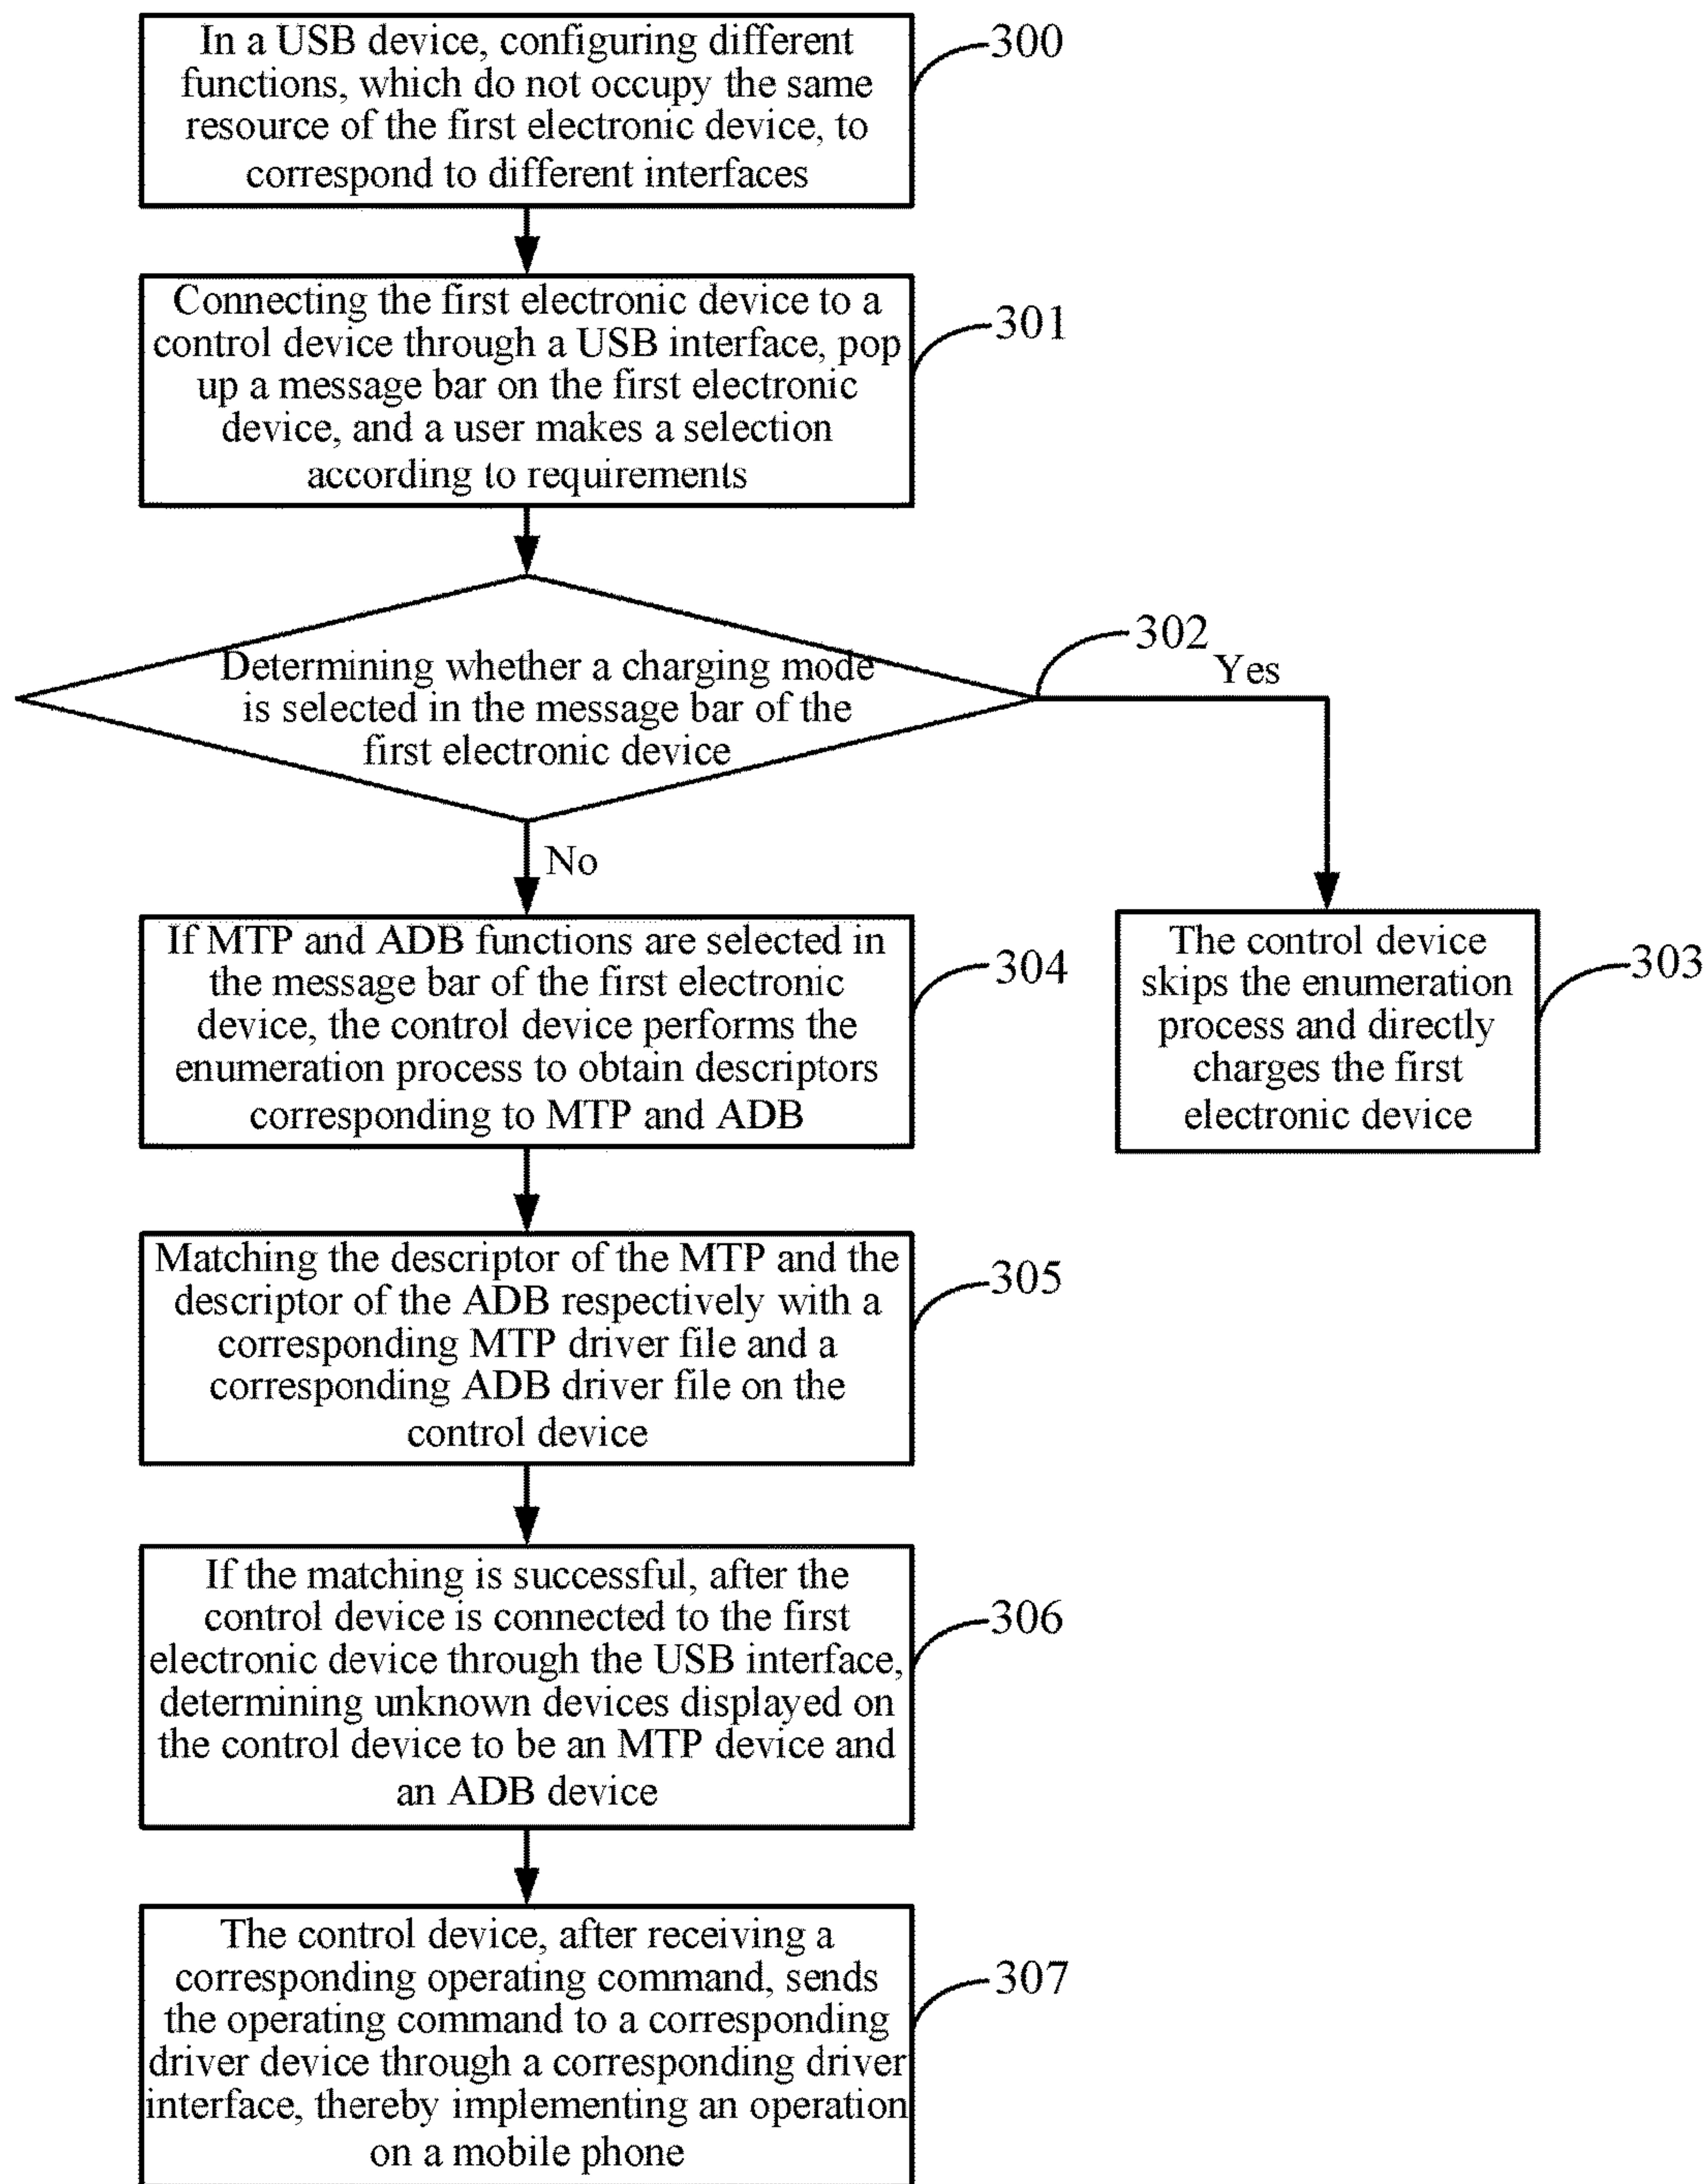 In a USB device, configuring different
functions, which do not occupy the same
resource of the first electronic device, to
correspond to different interfaces
300
Connecting the first electronic device to a
control device through a USB interface, pop
up a message bar on the first electronic
device, and a user makes a selection
according to requirements
301
Determining whether a charging mode
is selected in the message bar of the
first electronic device
302
Yes
No
If MTP and ADB functions are selected in
the message bar of the first electronic
device, the control device performs the
enumeration process to obtain descriptors
corresponding to MTP and ADB
304
The control device
skips the enumeration
process and directly
charges the first
electronic device
303
Matching the descriptor of the MTP and the
descriptor of the ADB respectively with a
corresponding MTP driver file and a
corresponding ADB driver file on the
control device
305
If the matching is successful, after the
control device is connected to the first
electronic device through the USB interface,
determining unknown devices displayed on
the control device to be an MTP device and
an ADB device
306
The control device, after receiving a
corresponding operating command, sends
the operating command to a corresponding
driver device through a corresponding driver
interface, thereby implementing an operation
on a mobile phone
307